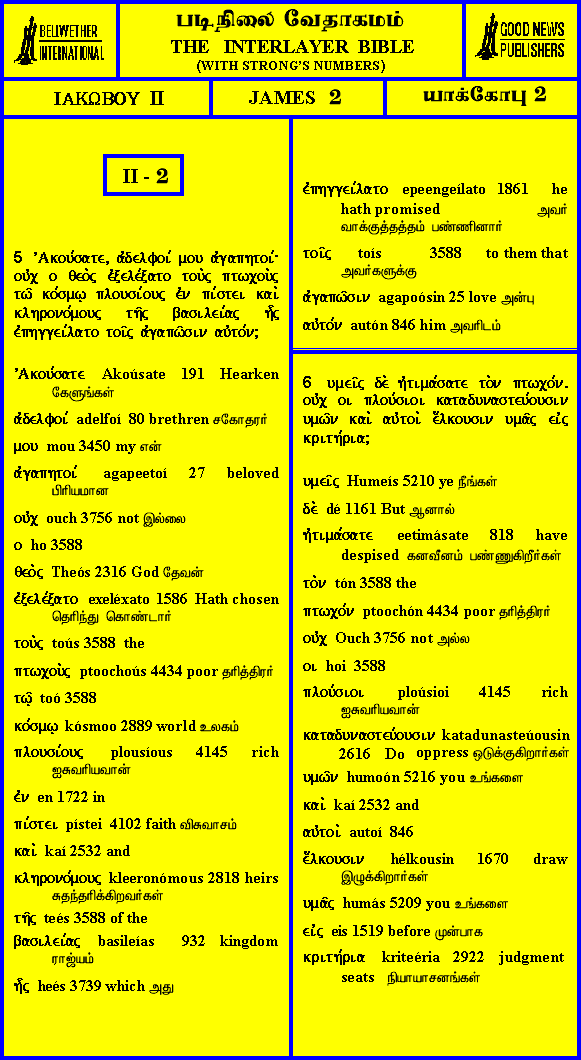 BELLWETHER
INTERNATIONAL
படிநிலை வேதாகமம்
THE INTERLAYER BIBLE
(WITH STRONG'S NUMBERS)
GOOD NEWS
PUBLISHERS
ΙΑΚΩΒΟΥ II
JAMES 2
யாக்கோபு 2
II - 2
5 Ἀκούσατε, ἀδελφοί μου ἀγαπητοί·
οὐχ ο θεὸς ἐξελέξατο τοὺς πτωχοὺς
τῶ κόσμῳ πλουσίους ἐν πίστει καὶ
κληρονόμους τῆς βασιλείας ἧς
ἐπηγγείλατο τοῖς ἀγαπῶσιν αὐτόν;
Ἀκούσατε Akoúsate 191 Hearken
கேளுங்கள்
ἀδελφοί adelfoí 80 brethren சகோதரர்
μου mou 3450 my என்
ἀγαπητοί agapeetoí 27 beloved
பிரியமான
οὐχ ouch 3756 not இல்லை
ο ho 3588
θεὸς Theós 2316 God தேவன்
ἐξελέξατο exeléxato 1586 Hath chosen
தெரிந்து கொண்டார்
τοὺς toús 3588 the
πτωχοὺς ptoochoús 4434 poor தரித்திரர்
τῶ toó 3588
κόσμῳ kósmoo 2889 world உலகம்
πλουσίους plousíous 4145 rich
ஐசுவரியவான்
ἐν en 1722 in
πίστει pístei 4102 faith விசுவாசம்
καὶ kaí 2532 and
κληρονόμους kleeronómous 2818 heirs
சுதந்தரிக்கிறவர்கள்
τῆς teés 3588 of the
βασιλείας basileías 932 kingdom
ராஜ்யம்
ἧς heés 3739 which அது
ἐπηγγείλατο epeengeílato 1861 he
hath promised அவர்
வாக்குத்தத்தம் பண்ணினார்
τοῖς toís 3588 to them that
அவர்களுக்கு
ἀγαπῶσιν agapoósin 25 love அன்பு
αὐτόν autón 846 him அவரிடம்
6 υμεῖς δὲ ἠτιμάσατε τὸν πτωχόν.
οὐχ οι πλούσιοι καταδυναστεύουσιν
υμῶν καὶ αὐτοὶ ἕλκουσιν υμᾶς εἰς
κριτήρια;
υμεῖς Humeís 5210 ye நீங்கள்
δὲ dé 1161 But ஆனால்
ἠτιμάσατε eetimásate 818 have
despised கனவீனம் பண்ணுகிறீர்கள்
τὸν tón 3588 the
πτωχόν ptoochón 4434 poor தரித்திரர்
οὐχ Ouch 3756 not அல்ல
οι hoi 3588
πλούσιοι ploúsioi 4145 rich
ஐசுவரியவான்
καταδυναστεύουσιν katadunasteúousin
2616 Do oppress ஒடுக்குகிறார்கள்
υμῶν humoón 5216 you உங்களை
καὶ kaí 2532 and
αὐτοὶ autoí 846
ἕλκουσιν hélkousin 1670 draw
இழுக்கிறார்கள்
υμᾶς humás 5209 you உங்களை
εἰς eis 1519 before முன்பாக
κριτήρια kriteéria 2922 judgment
seats நியாயாசனங்கள்